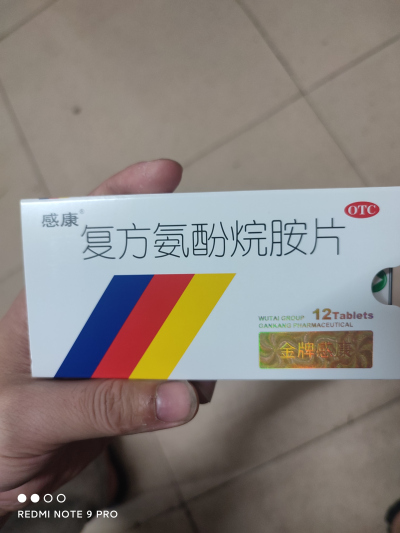 感康®
复方氨酚烷胺片
OTC
WUTAI GROUP
12Tablets
GANKANG PHARMACEUTICAL
金牌感康
REDMI NOTE 9 PRO